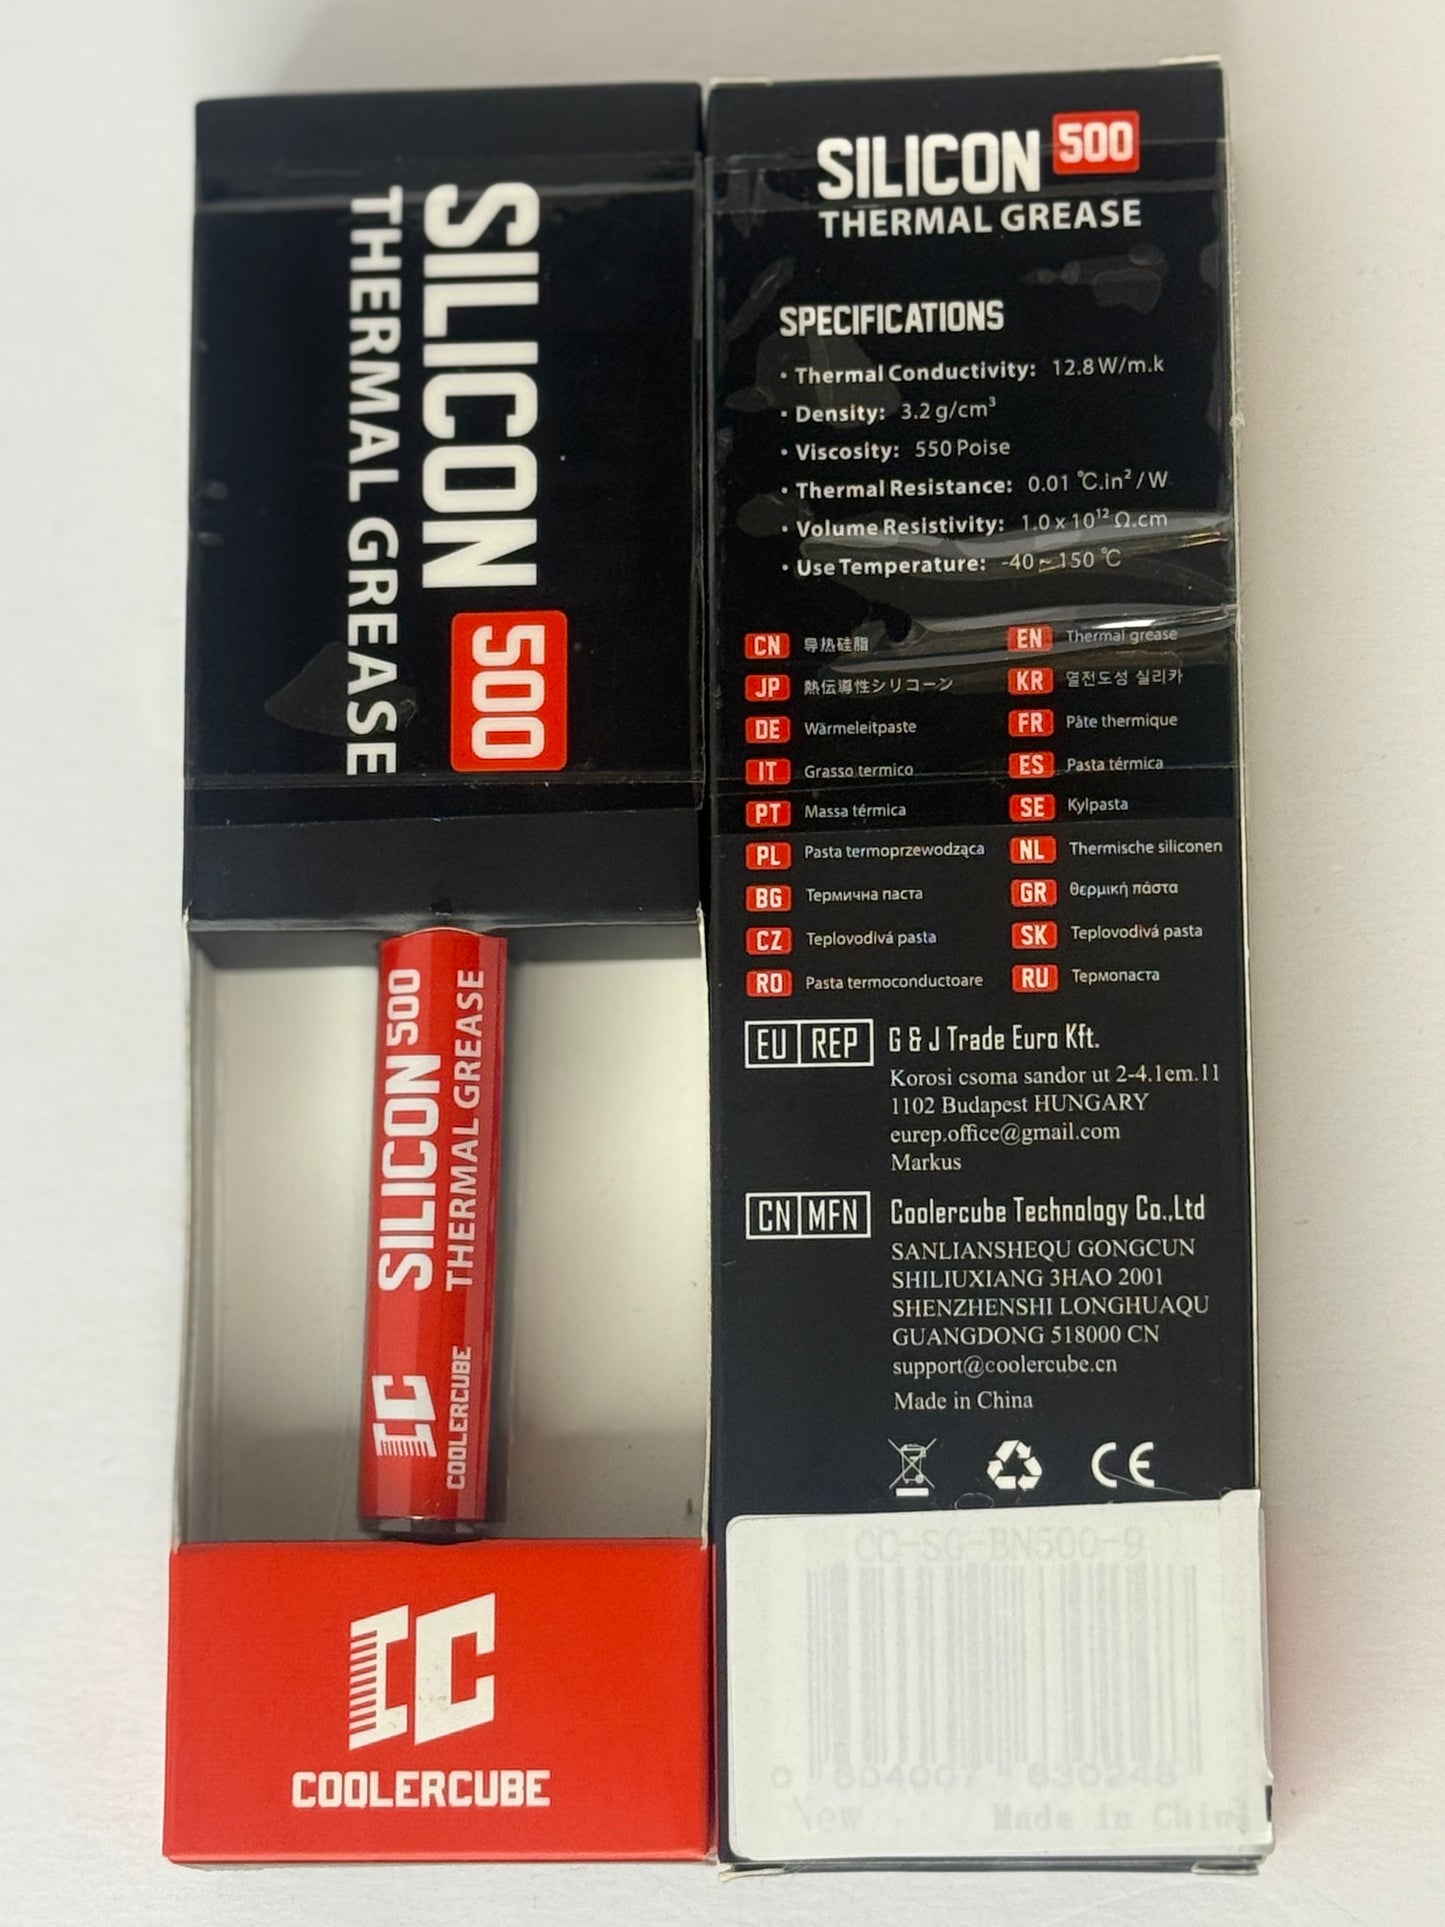 SILICON 500
THERMAL GREASE
SILICON 500
THERMAL GREASE
COOLERCUBE
COOLERCUBE
SILICON 500
THERMAL GREASE
SPECIFICATIONS
• Thermal Conductivity: 12.8 W/m.k
• Density: 3.2 g/cm³
• Viscosity: 550 Poise
• Thermal Resistance: 0.01 ℃.in² / W
• Volume Resistivity: 1.0 x 10¹² Ω.cm
• Use Temperature: -40 ~ 150 ℃
CN 导热硅脂 EN Thermal grease
JP 熱伝導性シリコーン KR 열전도성 실리카
DE Wärmeleitpaste FR Pâte thermique
IT Grasso termico ES Pasta térmica
PT Massa térmica SE Kylpasta
PL Pasta termoprzewodząca NL Thermische siliconen
BG Термична паста GR θερμική πάστα
CZ Teplovodivá pasta SK Teplovodivá pasta
RO Pasta termoconductoare RU Термопаста
EU REP G & J Trade Euro Kft.
Korosi csoma sandor ut 2-4.1em.11
1102 Budapest HUNGARY
eurep.office@gmail.com
Markus
CN MFN Coolercube Technology Co.,Ltd
SANLIANSHEQU GONGCUN
SHILIUXIANG 3HAO 2001
SHENZHENSHI LONGHUAQU
GUANGDONG 518000 CN
support@coolercube.cn
Made in China
CE
CC-SG-BN500-9
New Made in Chin